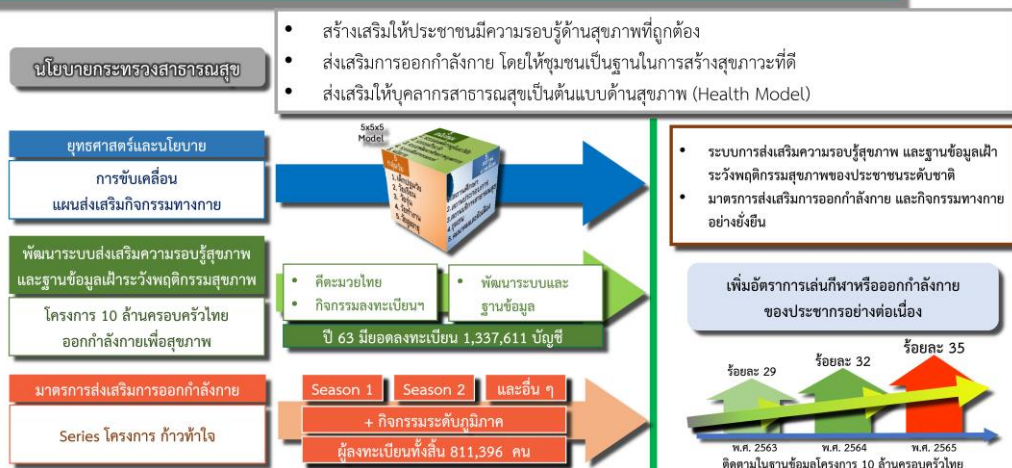 นโยบายกระทรวงสาธารณสุข
• สร้างเสริมให้ประชาชนมีความรอบรู้ด้านสุขภาพที่ถูกต้อง
• ส่งเสริมการออกกำลังกาย โดยให้ชุมชนเป็นฐานในการสร้างสุขภาวะที่ดี
• ส่งเสริมให้บุคลากรสาธารณสุขเป็นต้นแบบด้านสุขภาพ (Health Model)
ยุทธศาสตร์และนโยบาย
การขับเคลื่อน
แผนส่งเสริมกิจกรรมทางกาย
5x5x5
Model
• ระบบการส่งเสริมความรอบรู้สุขภาพ และฐานข้อมูลเฝ้า
ระวังพฤติกรรมสุขภาพของประชาชนระดับชาติ
• มาตรการส่งเสริมการออกกำลังกาย และกิจกรรมทางกาย
อย่างยั่งยืน
พัฒนาระบบส่งเสริมความรอบรู้สุขภาพ
และฐานข้อมูลเฝ้าระวังพฤติกรรมสุขภาพ
โครงการ 10 ล้านครอบครัวไทย
ออกกำลังกายเพื่อสุขภาพ
• คีตะมวยไทย
• กิจกรรมลงทะเบียนฯ
• พัฒนาระบบและ
ฐานข้อมูล
ปี 63 มียอดลงทะเบียน 1,337,611 บัญชี
เพิ่มอัตราการเล่นกีฬาหรือออกกำลังกาย
ของประชากรอย่างต่อเนื่อง
มาตรการส่งเสริมการออกกำลังกาย
Series โครงการ ก้าวท้าใจ
Season 1
Season 2
และอื่น ๆ
+ กิจกรรมระดับภูมิภาค
ผู้ลงทะเบียนทั้งสิ้น 811,396 คน
ร้อยละ 29
ร้อยละ 32
ร้อยละ 35
พ.ศ. 2563
พ.ศ. 2564
พ.ศ. 2565
ติดตามในฐานข้อมูลโครงการ 10 ล้านครอบครัวไทย